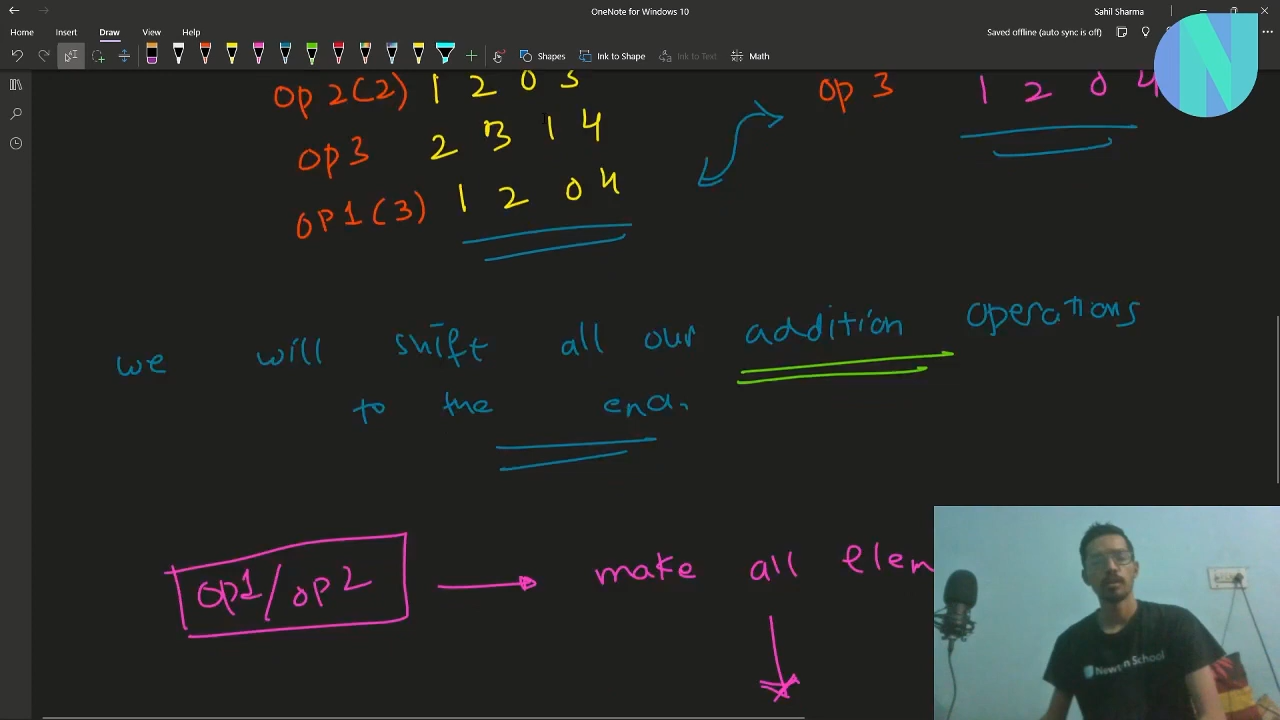 OneNote for Windows 10
Sahil Sharma
Home Insert Draw View Help
Saved offline (auto sync is off)
Shapes Ink to Shape Ink to Text Math
op 2(2) 1 2 0 3
op 3 1 2 0 4
op3 2 3 1 4
op1(3) 1 2 0 4
we will shift all our addition operations
to the end.
op1/op2 make all elem
Newton School